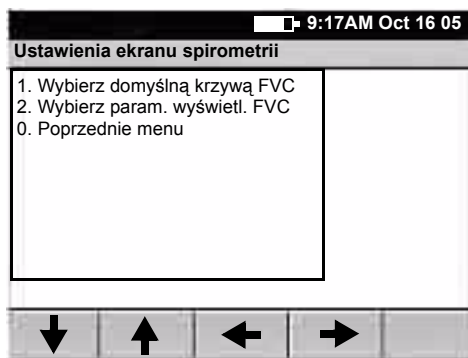 9:17AM Oct 16 05
Ustawienia ekranu spirometrii
1. Wybierz domyślną krzywą FVC
2. Wybierz param. wyświetl. FVC
0. Poprzednie menu